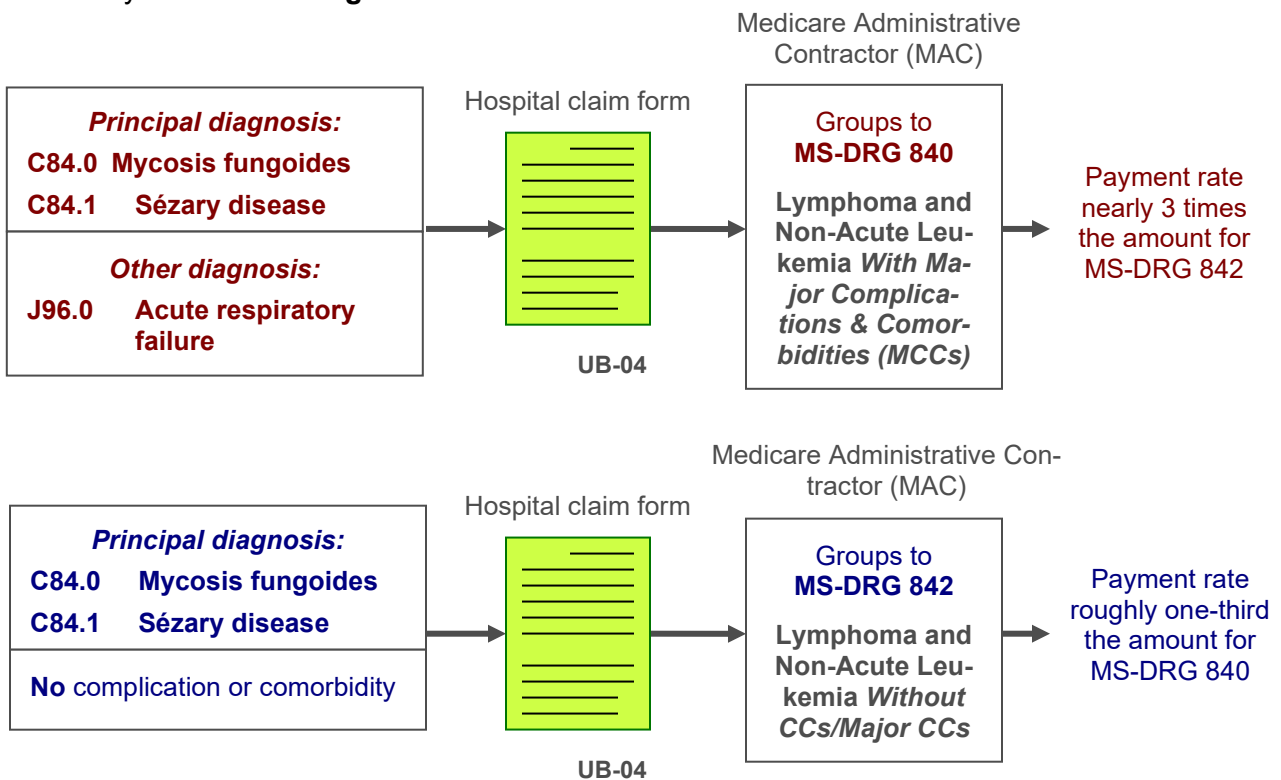 Medicare Administrative
Contractor (MAC)
Hospital claim form
Principal diagnosis:
C84.0 Mycosis fungoides
C84.1 Sézary disease
Other diagnosis:
J96.0 Acute respiratory
failure
UB-04
Groups to
MS-DRG 840
Lymphoma and
Non-Acute Leu-
kemia With Ma-
jor Complica-
tions & Comor-
bidities (MCCs)
Payment rate
nearly 3 times
the amount for
MS-DRG 842
Medicare Administrative Con-
tractor (MAC)
Hospital claim form
Principal diagnosis:
C84.0 Mycosis fungoides
C84.1 Sézary disease
No complication or comorbidity
UB-04
Groups to
MS-DRG 842
Lymphoma and
Non-Acute Leu-
kemia Without
CCs/Major CCs
Payment rate
roughly one-third
the amount for
MS-DRG 840